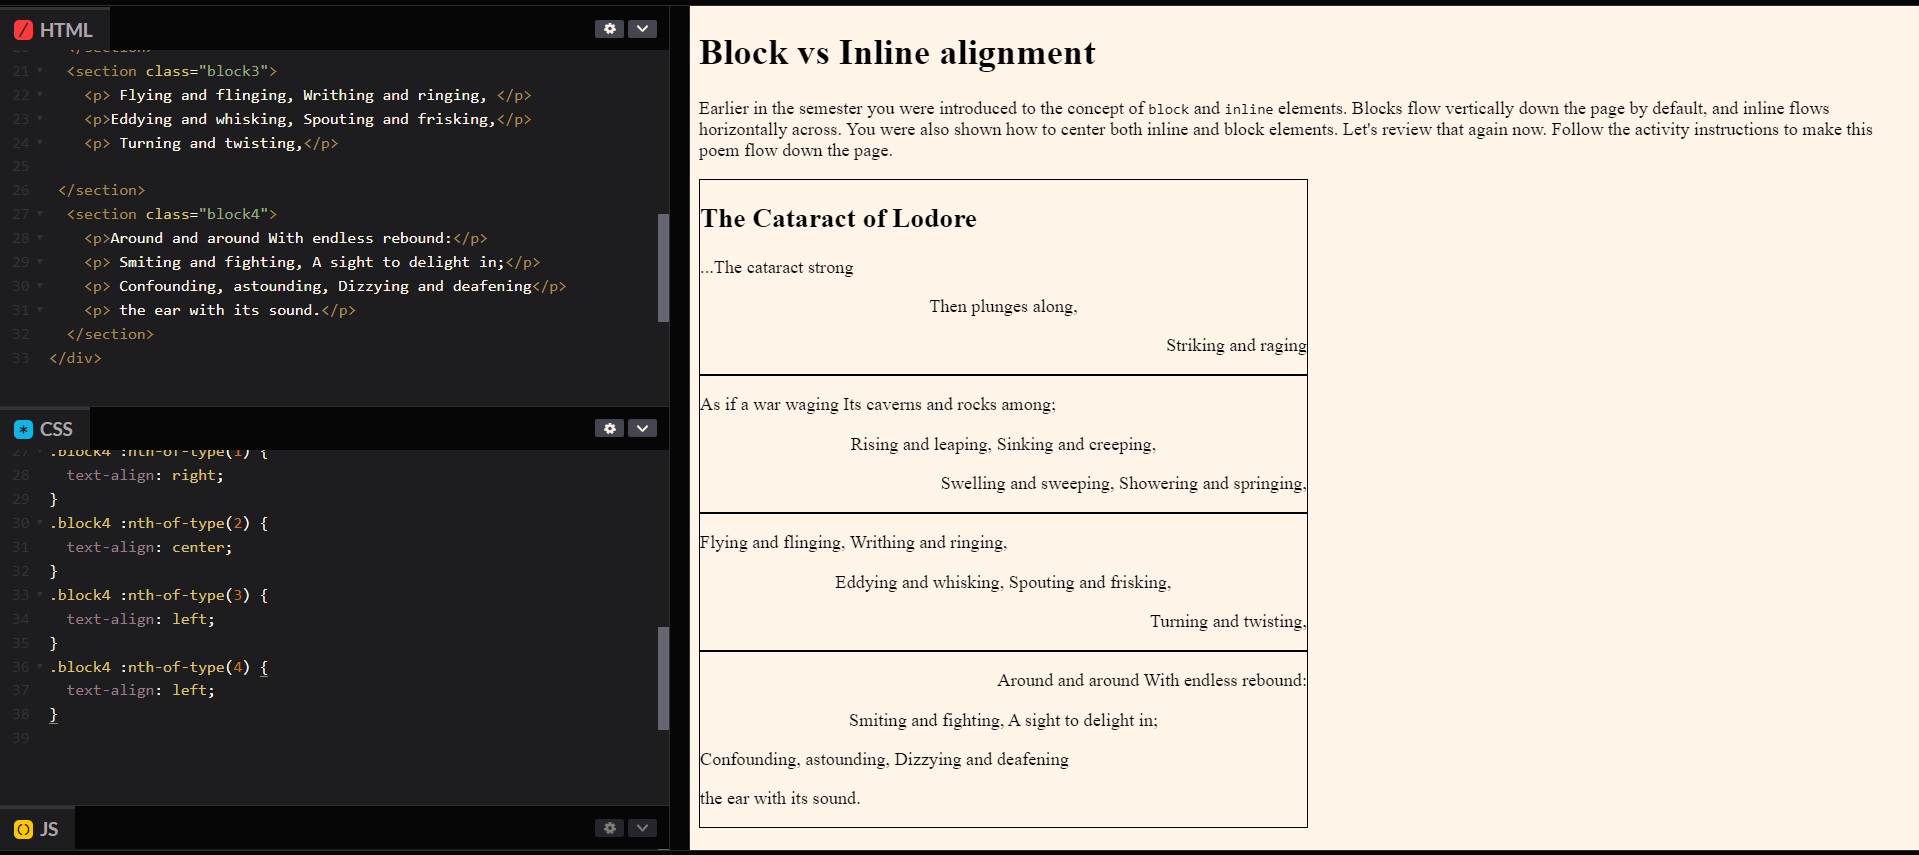 HTML
20 </section>
21 <section class="block3">
22 <p> Flying and flinging, Writhing and ringing, </p>
23 <p>Eddying and whisking, Spouting and frisking,</p>
24 <p> Turning and twisting,</p>
25
26 </section>
27 <section class="block4">
28 <p>Around and around With endless rebound:</p>
29 <p> Smiting and fighting, A sight to delight in;</p>
30 <p> Confounding, astounding, Dizzying and deafening</p>
31 <p> the ear with its sound.</p>
32 </section>
33 </div>
CSS
27 .block4 :nth-of-type(1) {
28 text-align: right;
29 }
30 .block4 :nth-of-type(2) {
31 text-align: center;
32 }
33 .block4 :nth-of-type(3) {
34 text-align: left;
35 }
36 .block4 :nth-of-type(4) {
37 text-align: left;
38 }
39
JS
Block vs Inline alignment
Earlier in the semester you were introduced to the concept of block and inline elements. Blocks flow vertically down the page by default, and inline flows
horizontally across. You were also shown how to center both inline and block elements. Let's review that again now. Follow the activity instructions to make this
poem flow down the page.
The Cataract of Lodore
...The cataract strong
Then plunges along,
Striking and raging
As if a war waging Its caverns and rocks among;
Rising and leaping, Sinking and creeping,
Swelling and sweeping, Showering and springing,
Flying and flinging, Writhing and ringing,
Eddying and whisking, Spouting and frisking,
Turning and twisting,
Around and around With endless rebound:
Smiting and fighting, A sight to delight in;
Confounding, astounding, Dizzying and deafening
the ear with its sound.